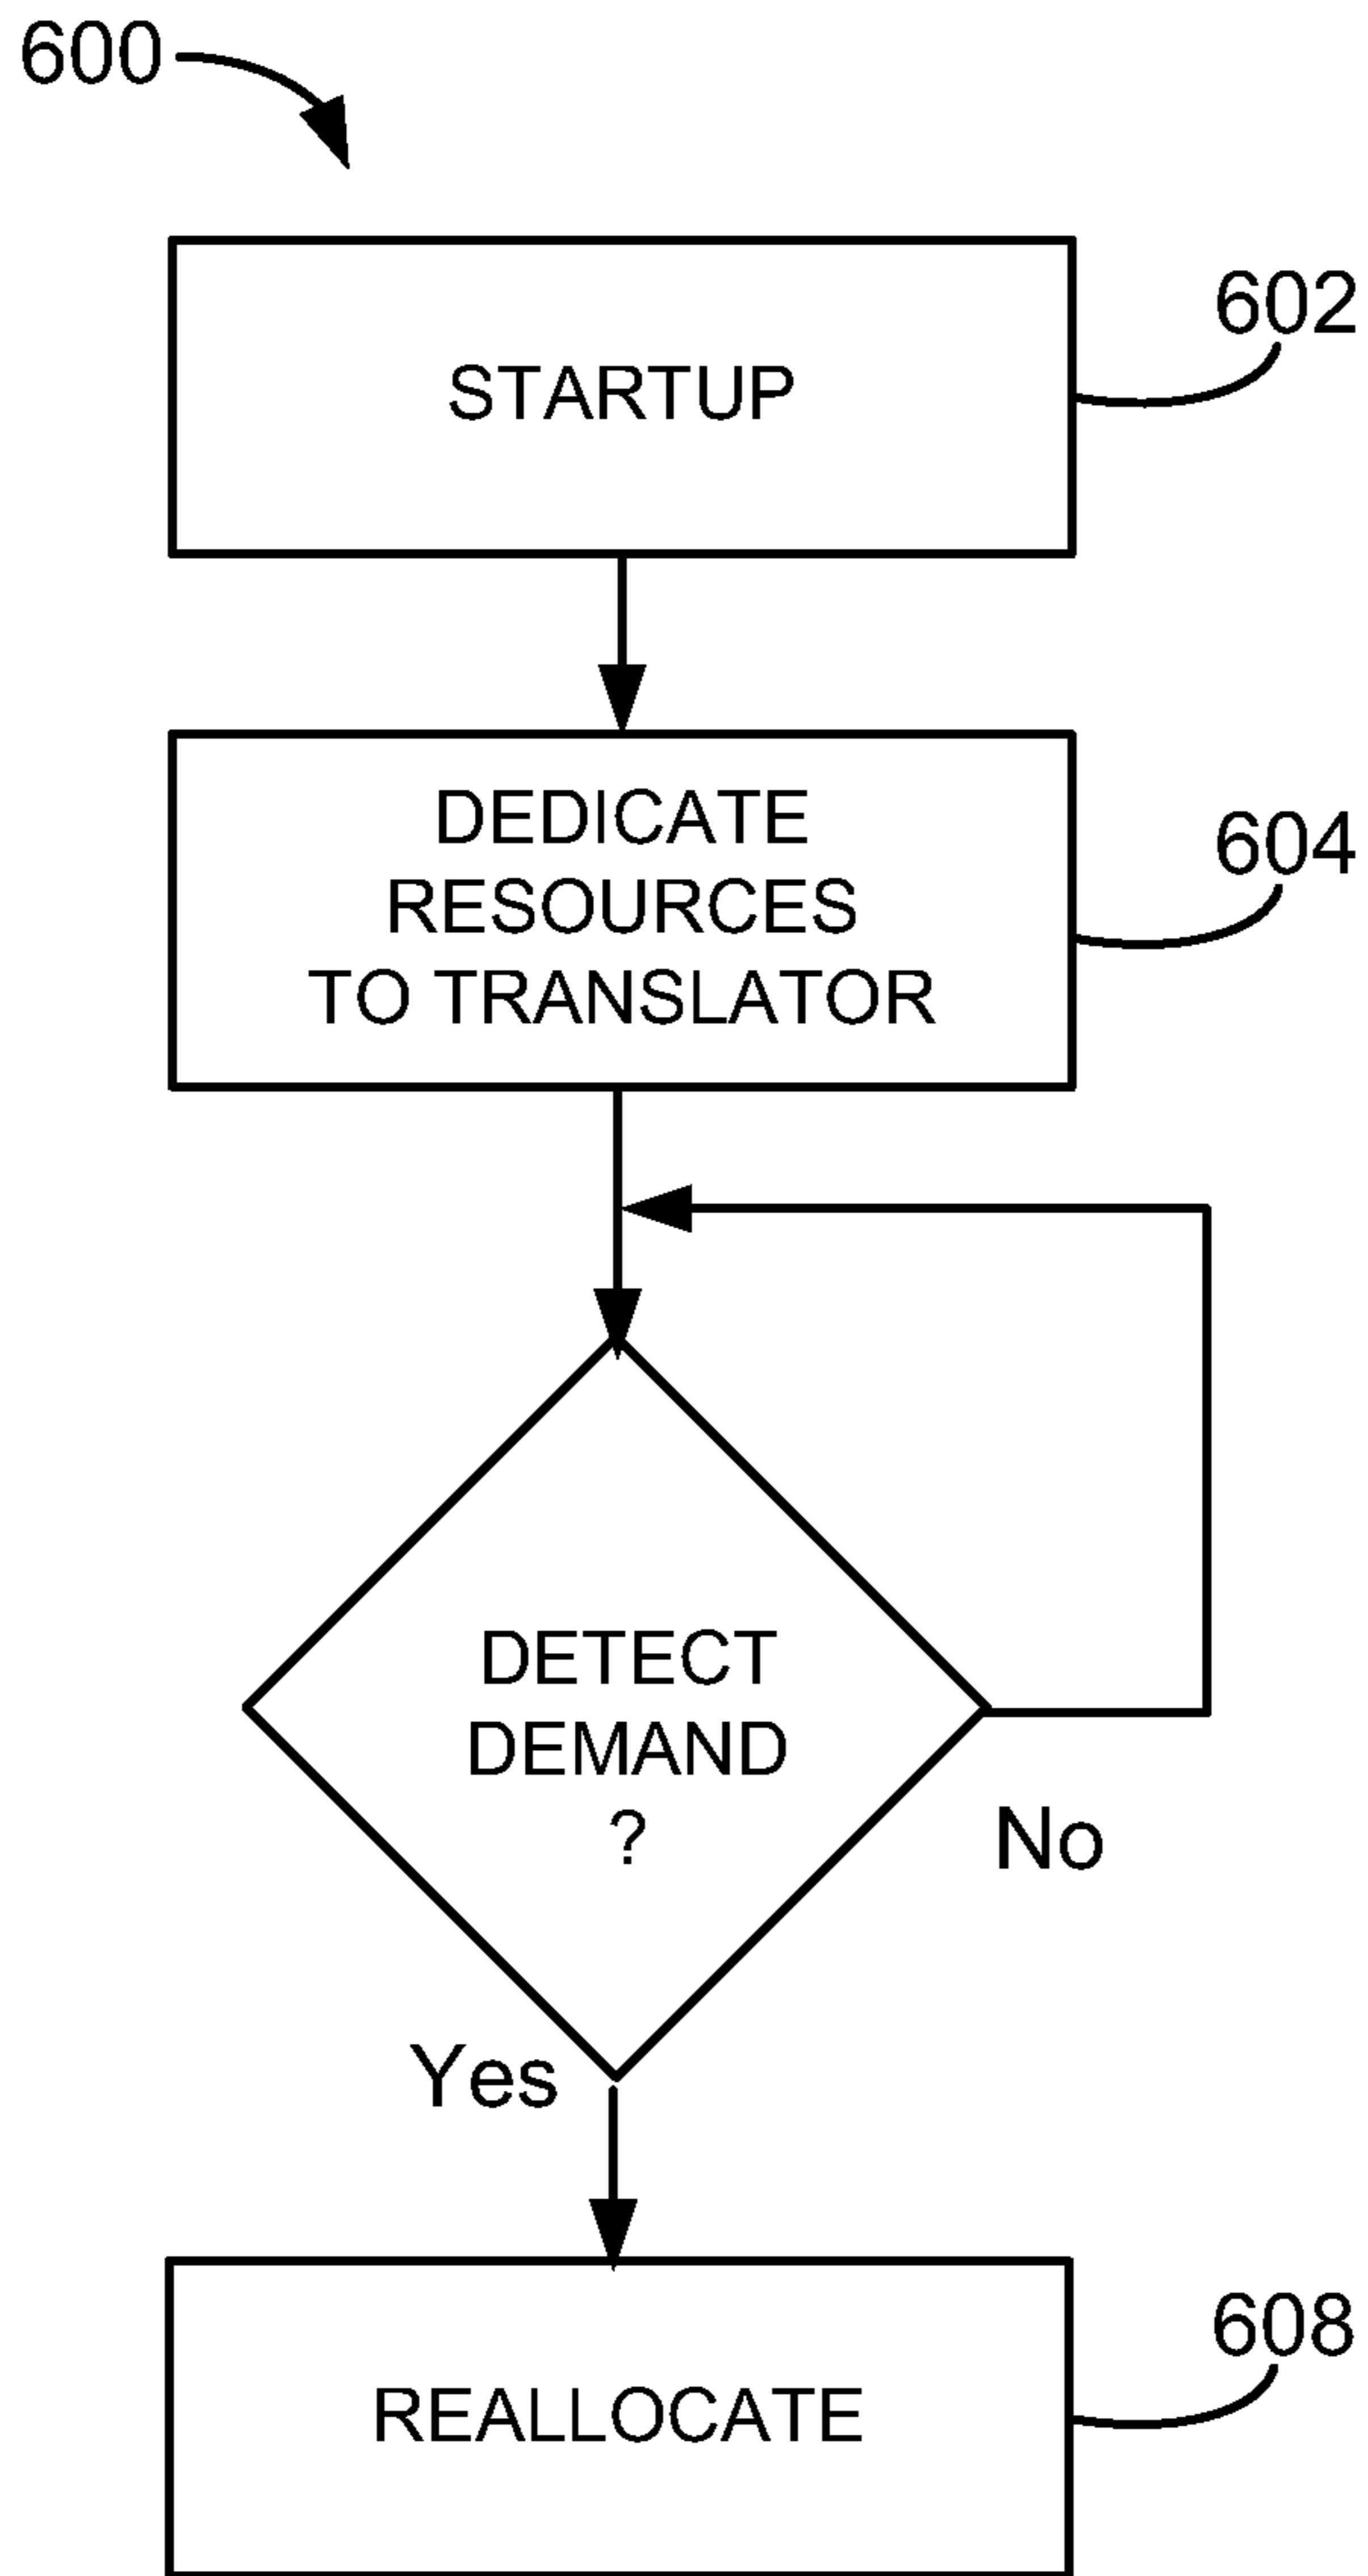 600
602
STARTUP
604
DEDICATE
RESOURCES
TO TRANSLATOR
DETECT
DEMAND
?
No
Yes
608
REALLOCATE